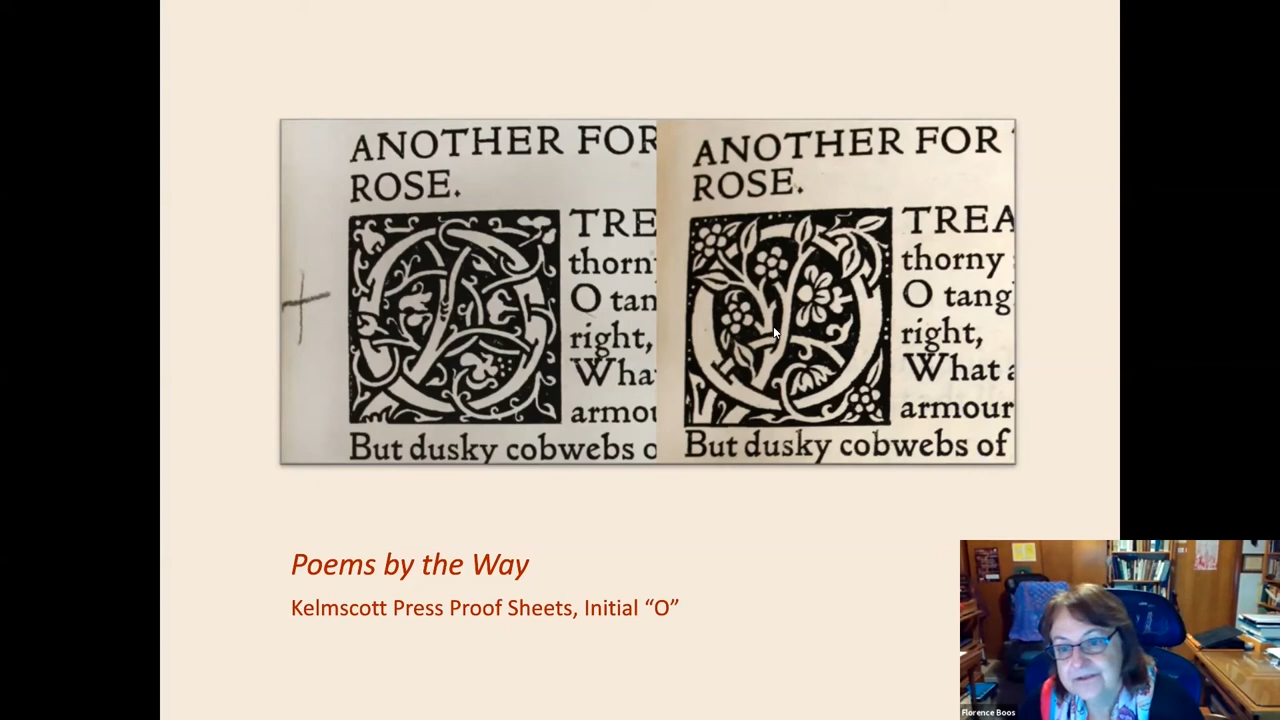 ANOTHER FOR
ROSE.
O TRE
thorn
O tan
right,
Wha
armou
But dusky cobwebs o
ANOTHER FOR
ROSE.
O TREA
thorny
O tang
right,
What a
armour
But dusky cobwebs of
Poems by the Way
Kelmscott Press Proof Sheets, Initial “O”
Florence Boos